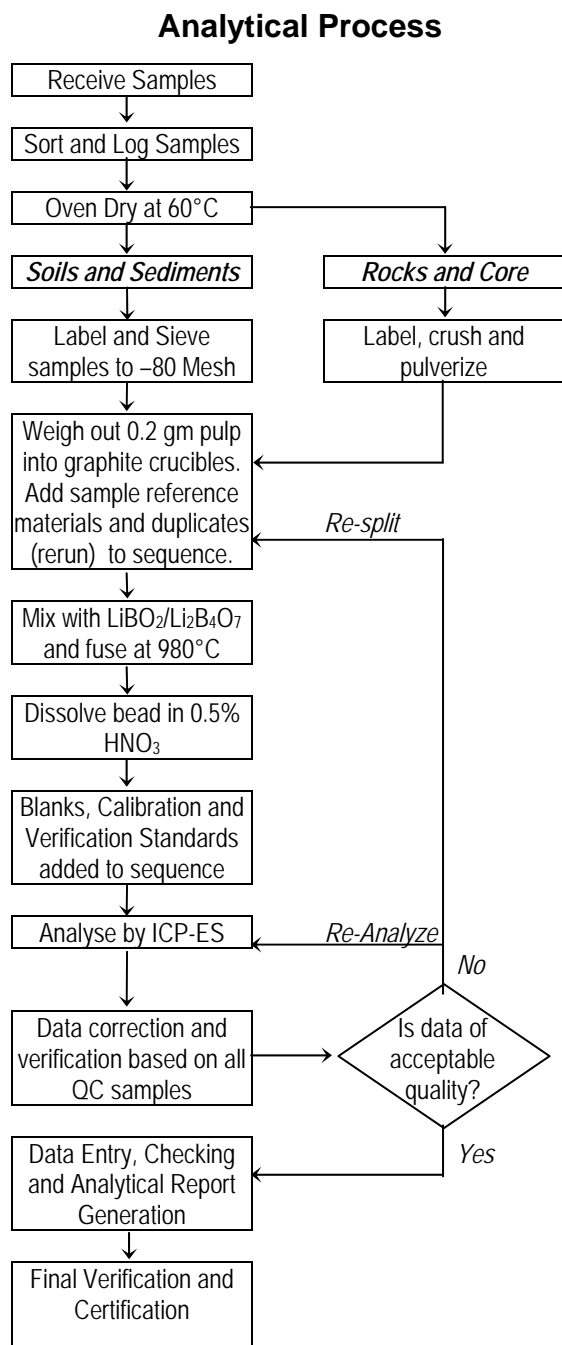 Analytical Process
Receive Samples
Sort and Log Samples
Oven Dry at 60°C
Soils and Sediments
Rocks and Core
Label and Sieve
samples to –80 Mesh
Label, crush and
pulverize
Weigh out 0.2 gm pulp
into graphite crucibles.
Add sample reference
materials and duplicates
(rerun) to sequence.
Re-split
Mix with LiBO₂/Li₂B₄O₇
and fuse at 980°C
Dissolve bead in 0.5%
HNO₃
Blanks, Calibration and
Verification Standards
added to sequence
Analyse by ICP-ES
Re-Analyze
No
Data correction and
verification based on all
QC samples
Is data of
acceptable
quality?
Yes
Data Entry, Checking
and Analytical Report
Generation
Final Verification and
Certification